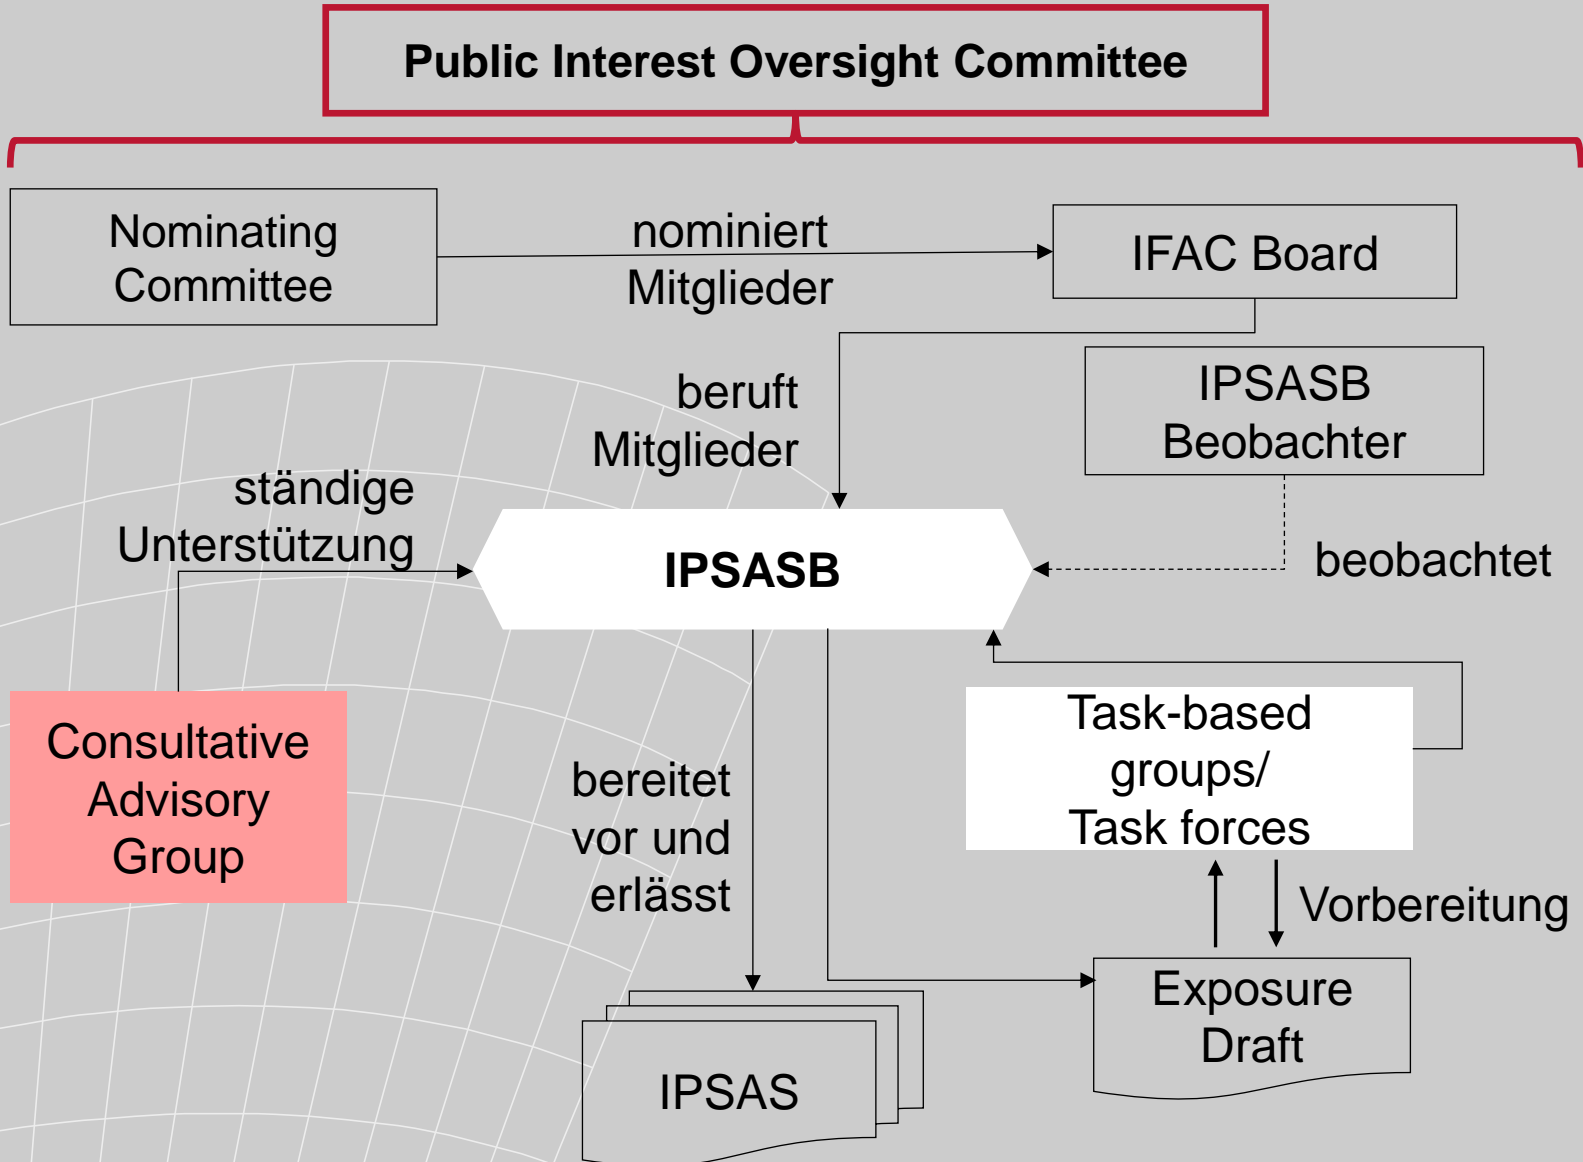 Public Interest Oversight Committee
Nominating
Committee
nominiert
Mitglieder
IFAC Board
beruft
Mitglieder
IPSASB
Beobachter
ständige
Unterstützung
IPSASB
beobachtet
Consultative
Advisory
Group
bereitet
vor und
erlässt
Task-based
groups/
Task forces
Vorbereitung
Exposure
Draft
IPSAS